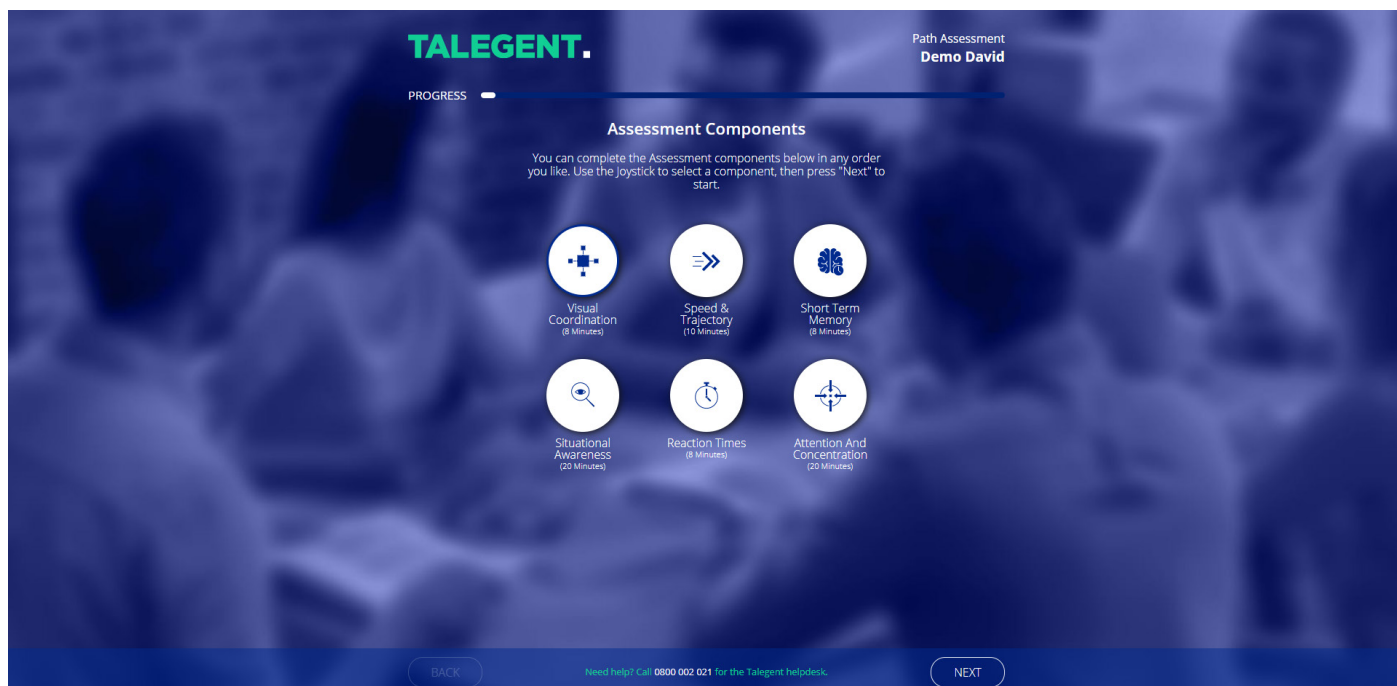 TALEGENT.
Path Assessment
Demo David
PROGRESS
Assessment Components
You can complete the Assessment components below in any order
you like. Use the Joystick to select a component, then press "Next" to
start.
Visual
Coordination
(8 Minutes)
Speed &
Trajectory
(10 Minutes)
Short Term
Memory
(8 Minutes)
Situational
Awareness
(20 Minutes)
Reaction Times
(8 Minutes)
Attention And
Concentration
(20 Minutes)
BACK
Need help? Call 0800 002 021 for the Talegent helpdesk.
NEXT